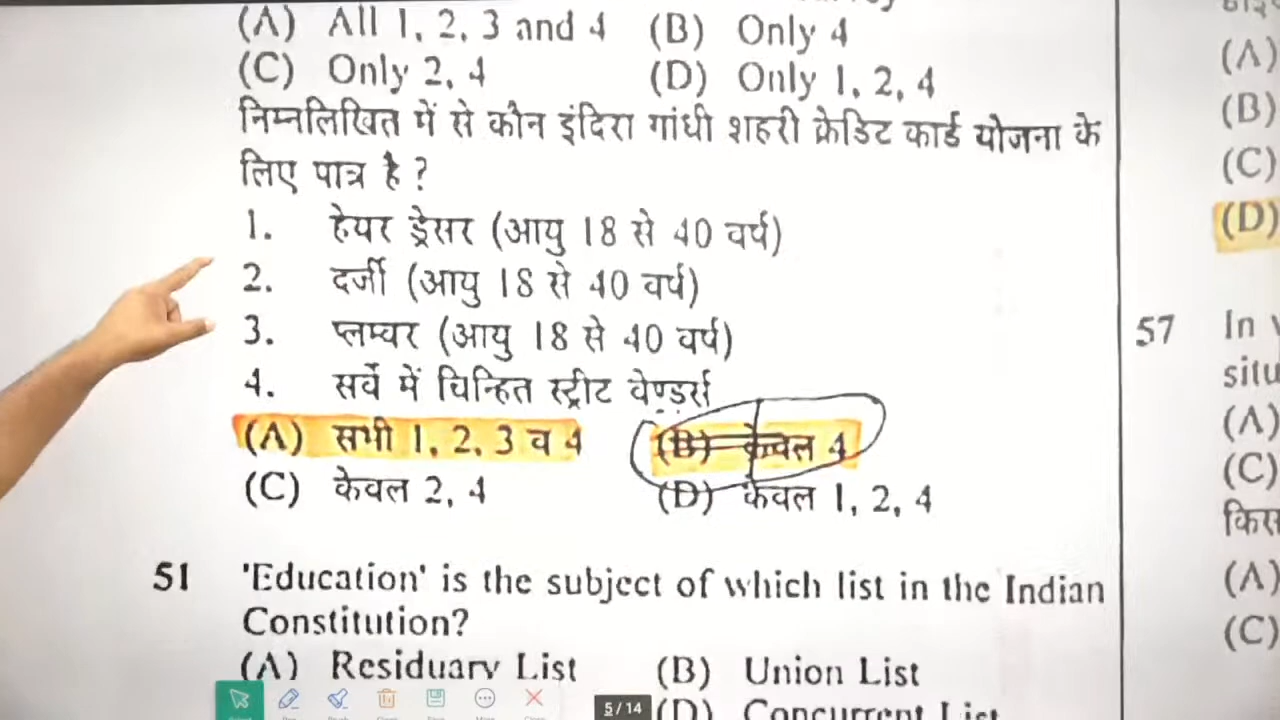 (A) All 1, 2, 3 and 4 (B) Only 4
(C) Only 2, 4 (D) Only 1, 2, 4
निम्नलिखित में से कौन इंदिरा गांधी शहरी क्रेडिट कार्ड योजना के
लिए पात्र है ?
1. हेयर ड्रेसर (आयु 18 से 40 वर्ष)
2. दर्जी (आयु 18 से 40 वर्ष)
3. प्लम्बर (आयु 18 से 40 वर्ष)
4. सर्वे में चिन्हित स्ट्रीट वेण्डर्स
(A) सभी 1, 2, 3 व 4 (B) केवल 4
(C) केवल 2, 4 (D) केवल 1, 2, 4
51 'Education' is the subject of which list in the Indian
Constitution?
(A) Residuary List (B) Union List
(D) Concurrent List
5 / 14
(A)
(B)
(C)
(D)
57 In
(A)
(C)
(A)
(C)